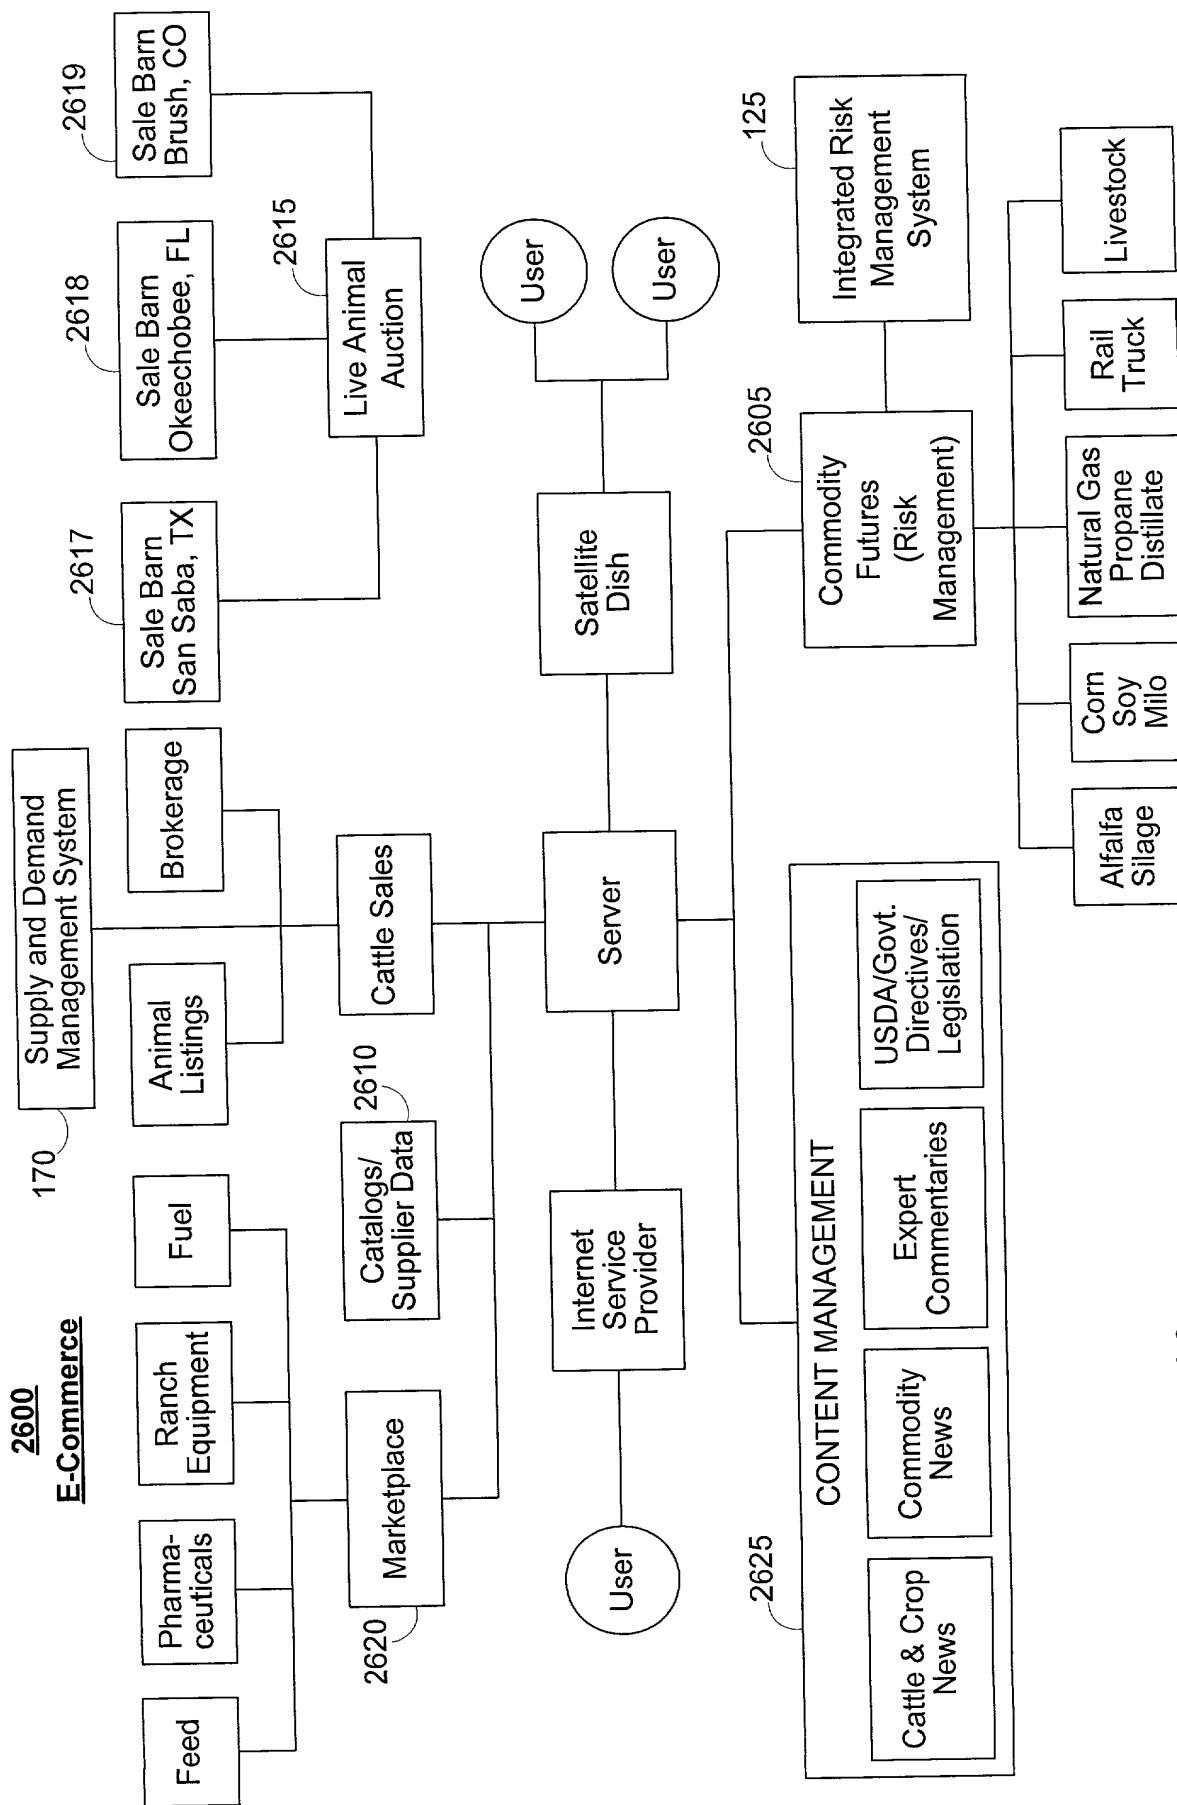 2600
E-Commerce
170
Supply and Demand
Management System
Feed
Pharma-
ceuticals
Ranch
Equipment
Fuel
Animal
Listings
Brokerage
2617
Sale Barn
San Saba, TX
2618
Sale Barn
Okeechobee, FL
2619
Sale Barn
Brush, CO
2620
Marketplace
2610
Catalogs/
Supplier Data
Cattle Sales
2615
Live Animal
Auction
User
Internet
Service
Provider
Server
Satellite
Dish
User
User
2625
CONTENT MANAGEMENT
Cattle & Crop
News
Commodity
News
Expert
Commentaries
USDA/Govt.
Directives/
Legislation
2605
Commodity
Futures
(Risk
Management)
125
Integrated Risk
Management
System
Alfalfa
Silage
Corn
Soy
Milo
Natural Gas
Propane
Distillate
Rail
Truck
Livestock